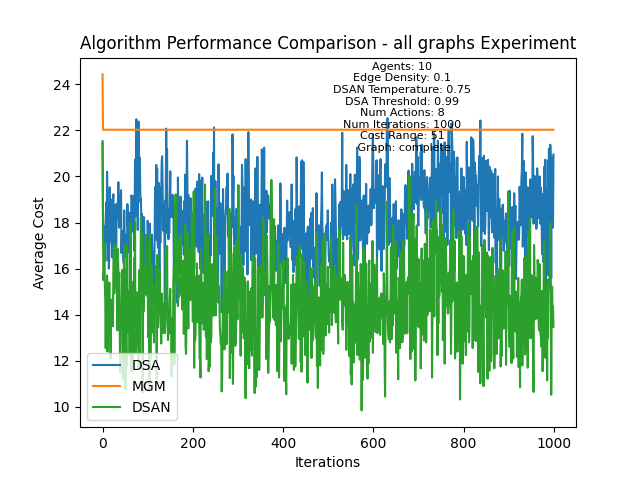 Algorithm Performance Comparison - all graphs Experiment
Agents: 10
Edge Density: 0.1
DSAN Temperature: 0.75
DSA Threshold: 0.99
Num Actions: 8
Num Iterations: 1000
Cost Range: 51
Graph: complete
24
22
20
18
16
14
12
10
Average Cost
DSA
MGM
DSAN
0
200
400
600
800
1000
Iterations